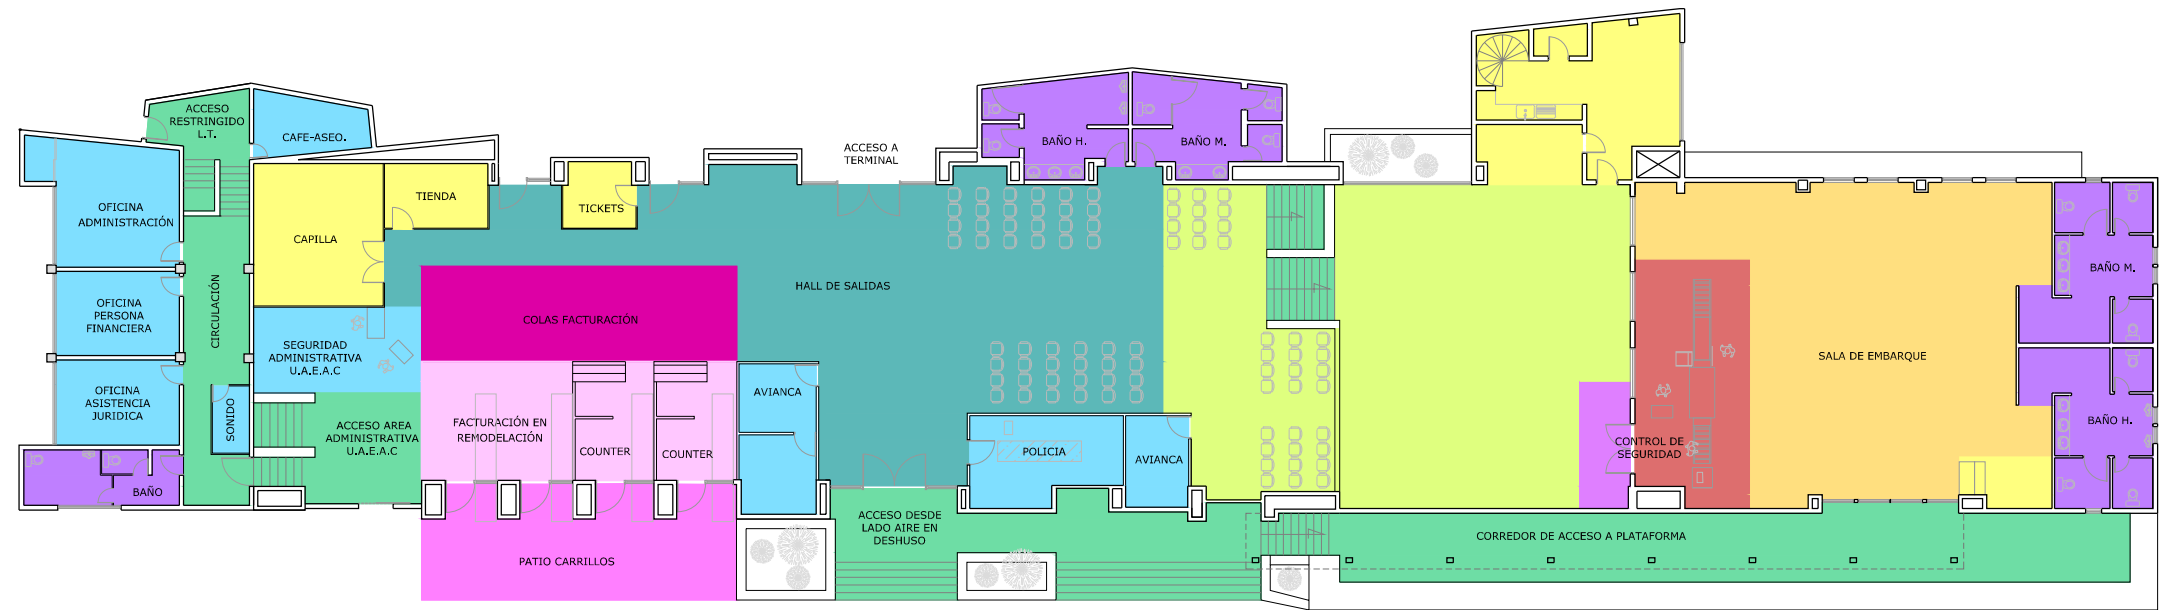 ACCESO
RESTRINGIDO
L.T.
CAFE-ASEO.
OFICINA
ADMINISTRACIÓN
OFICINA
PERSONA
FINANCIERA
OFICINA
ASISTENCIA
JURIDICA
CIRCULACIÓN
SONIDO
BAÑO
CAPILLA
TIENDA
TICKETS
SEGURIDAD
ADMINISTRATIVA
U.A.E.A.C
ACCESO AREA
ADMINISTRATIVA
U.A.E.A.C
COLAS FACTURACIÓN
FACTURACIÓN EN
REMODELACIÓN
COUNTER
COUNTER
PATIO CARRILLOS
AVIANCA
HALL DE SALIDAS
ACCESO A
TERMINAL
BAÑO H.
BAÑO M.
POLICIA
AVIANCA
ACCESO DESDE
LADO AIRE EN
DESHUSO
CONTROL DE
SEGURIDAD
SALA DE EMBARQUE
BAÑO M.
BAÑO H.
CORREDOR DE ACCESO A PLATAFORMA